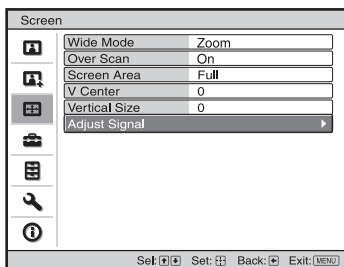 Screen
Wide Mode Zoom
Over Scan On
Screen Area Full
V Center 0
Vertical Size 0
Adjust Signal
Sel: Set: Back: Exit: MENU